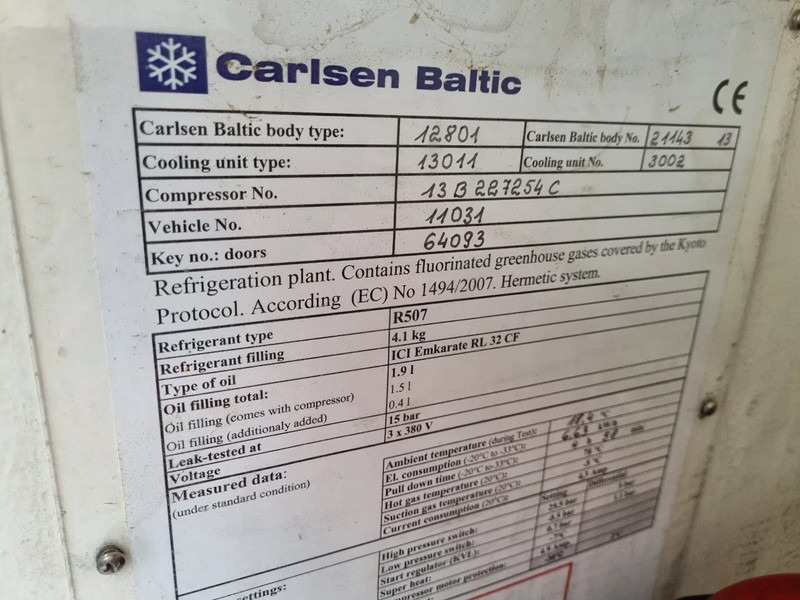 Carlsen Baltic
CE
Carlsen Baltic body type: 12801 Carlsen Baltic body No. 21143 13
Cooling unit type: 13011 Cooling unit No. 3002
Compressor No. 13 B 227254 C
Vehicle No. 11031
Key no.: doors 64093
Refrigeration plant. Contains fluorinated greenhouse gases covered by the Kyoto
Protocol. According (EC) No 1494/2007. Hermetic system.
Refrigerant type R507
Refrigerant filling 4.1 kg
Type of oil ICI Emkarate RL 32 CF
Oil filling total: 1.9 l
Oil filling (comes with compressor) 1.5 l
Oil filling (additionaly added) 0.4 l
Leak-tested at 15 bar
Voltage 3 x 380 V
Measured data:
(under standard condition)
Ambient temperature (during Test):
El. consumption (-20°C to -33°C):
Pull down time (-20°C to -33°C):
Hot gas temperature (20°C):
Suction gas temperature (20°C):
Current consumption (20°C):
Setting Differential
High pressure switch:
Low pressure switch:
Start regulator (KVL):
Super heat:
motor protection:
settings: